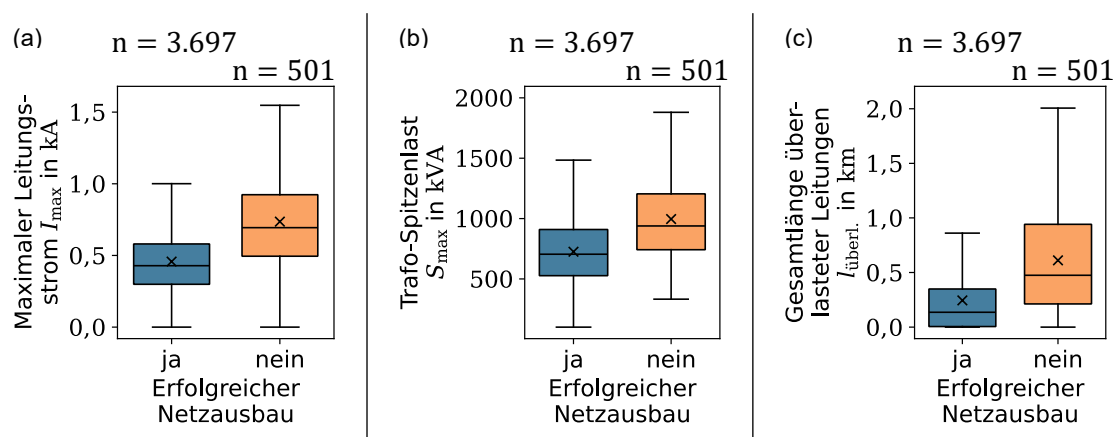 (a)
n = 3.697
n = 501
Maximaler Leitungs-
strom I_max in kA
1,5
1,0
0,5
0,0
ja nein
Erfolgreicher
Netzausbau
(b)
n = 3.697
n = 501
Trafo-Spitzenlast
S_max in kVA
2000
1500
1000
500
ja nein
Erfolgreicher
Netzausbau
(c)
n = 3.697
n = 501
Gesamtlänge über-
lasteter Leitungen
l_überl. in km
2,0
1,5
1,0
0,5
0,0
ja nein
Erfolgreicher
Netzausbau